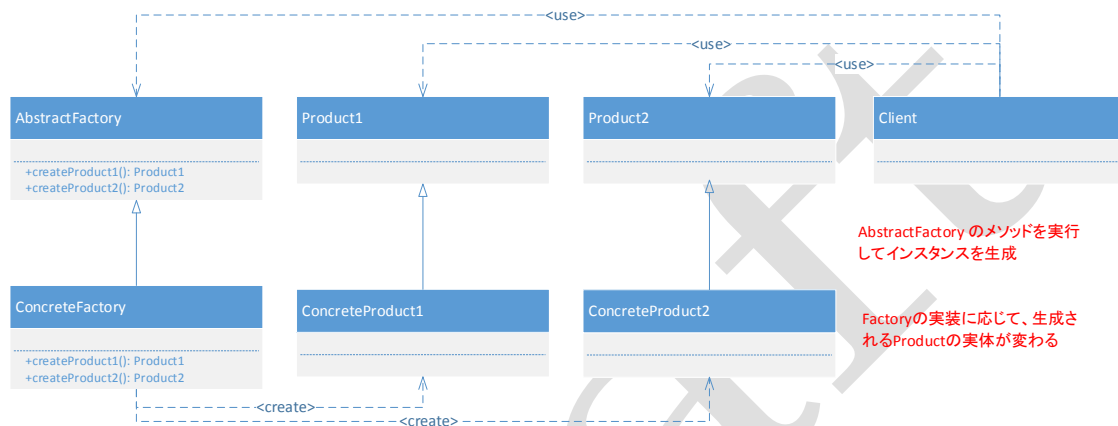 <use>
<use>
<use>
AbstractFactory
Product1
Product2
Client
+createProduct1(): Product1
+createProduct2(): Product2
AbstractFactory のメソッドを実行
してインスタンスを生成
ConcreteFactory
ConcreteProduct1
ConcreteProduct2
Factoryの実装に応じて、生成さ
れるProductの実体が変わる
+createProduct1(): Product1
+createProduct2(): Product2
<create>
<create>